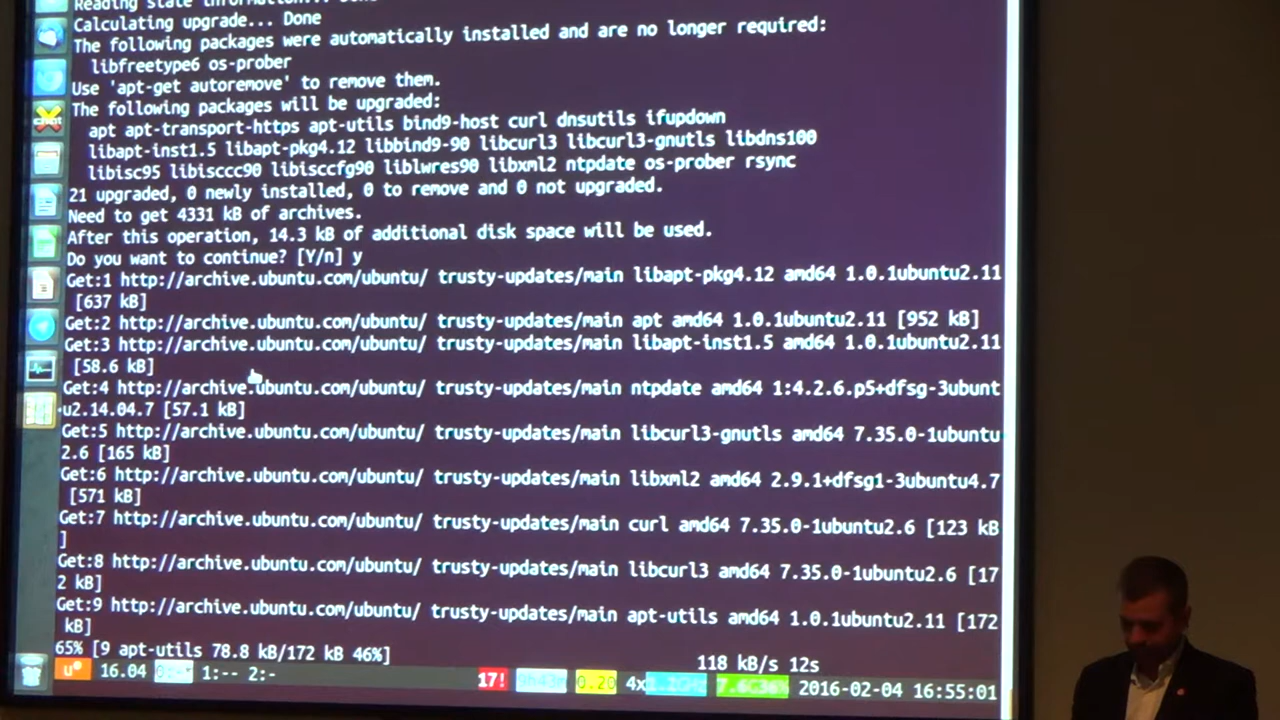 Reading state information...
Calculating upgrade... Done
The following packages were automatically installed and are no longer required:
libfreetype6 os-prober
Use 'apt-get autoremove' to remove them.
The following packages will be upgraded:
apt apt-transport-https apt-utils bind9-host curl dnsutils ifupdown
libapt-inst1.5 libapt-pkg4.12 libbind9-90 libcurl3 libcurl3-gnutls libdns100
libisc95 libisccc90 libisccfg90 liblwres90 libxml2 ntpdate os-prober rsync
21 upgraded, 0 newly installed, 0 to remove and 0 not upgraded.
Need to get 4331 kB of archives.
After this operation, 14.3 kB of additional disk space will be used.
Do you want to continue? [Y/n] y
Get:1 http://archive.ubuntu.com/ubuntu/ trusty-updates/main libapt-pkg4.12 amd64 1.0.1ubuntu2.11
[637 kB]
Get:2 http://archive.ubuntu.com/ubuntu/ trusty-updates/main apt amd64 1.0.1ubuntu2.11 [952 kB]
Get:3 http://archive.ubuntu.com/ubuntu/ trusty-updates/main libapt-inst1.5 amd64 1.0.1ubuntu2.11
[58.6 kB]
Get:4 http://archive.ubuntu.com/ubuntu/ trusty-updates/main ntpdate amd64 1:4.2.6.p5+dfsg-3ubunt
u2.14.04.7 [57.1 kB]
Get:5 http://archive.ubuntu.com/ubuntu/ trusty-updates/main libcurl3-gnutls amd64 7.35.0-1ubuntu
2.6 [165 kB]
Get:6 http://archive.ubuntu.com/ubuntu/ trusty-updates/main libxml2 amd64 2.9.1+dfsg1-3ubuntu4.7
[571 kB]
Get:7 http://archive.ubuntu.com/ubuntu/ trusty-updates/main curl amd64 7.35.0-1ubuntu2.6 [123 kB
]
Get:8 http://archive.ubuntu.com/ubuntu/ trusty-updates/main libcurl3 amd64 7.35.0-1ubuntu2.6 [17
2 kB]
Get:9 http://archive.ubuntu.com/ubuntu/ trusty-updates/main apt-utils amd64 1.0.1ubuntu2.11 [172
kB]
65% [9 apt-utils 78.8 kB/172 kB 46%] 118 kB/s 12s
u 16.04 1:-- 2:- 17! 9h43m 0.20 4x 2016-02-04 16:55:01